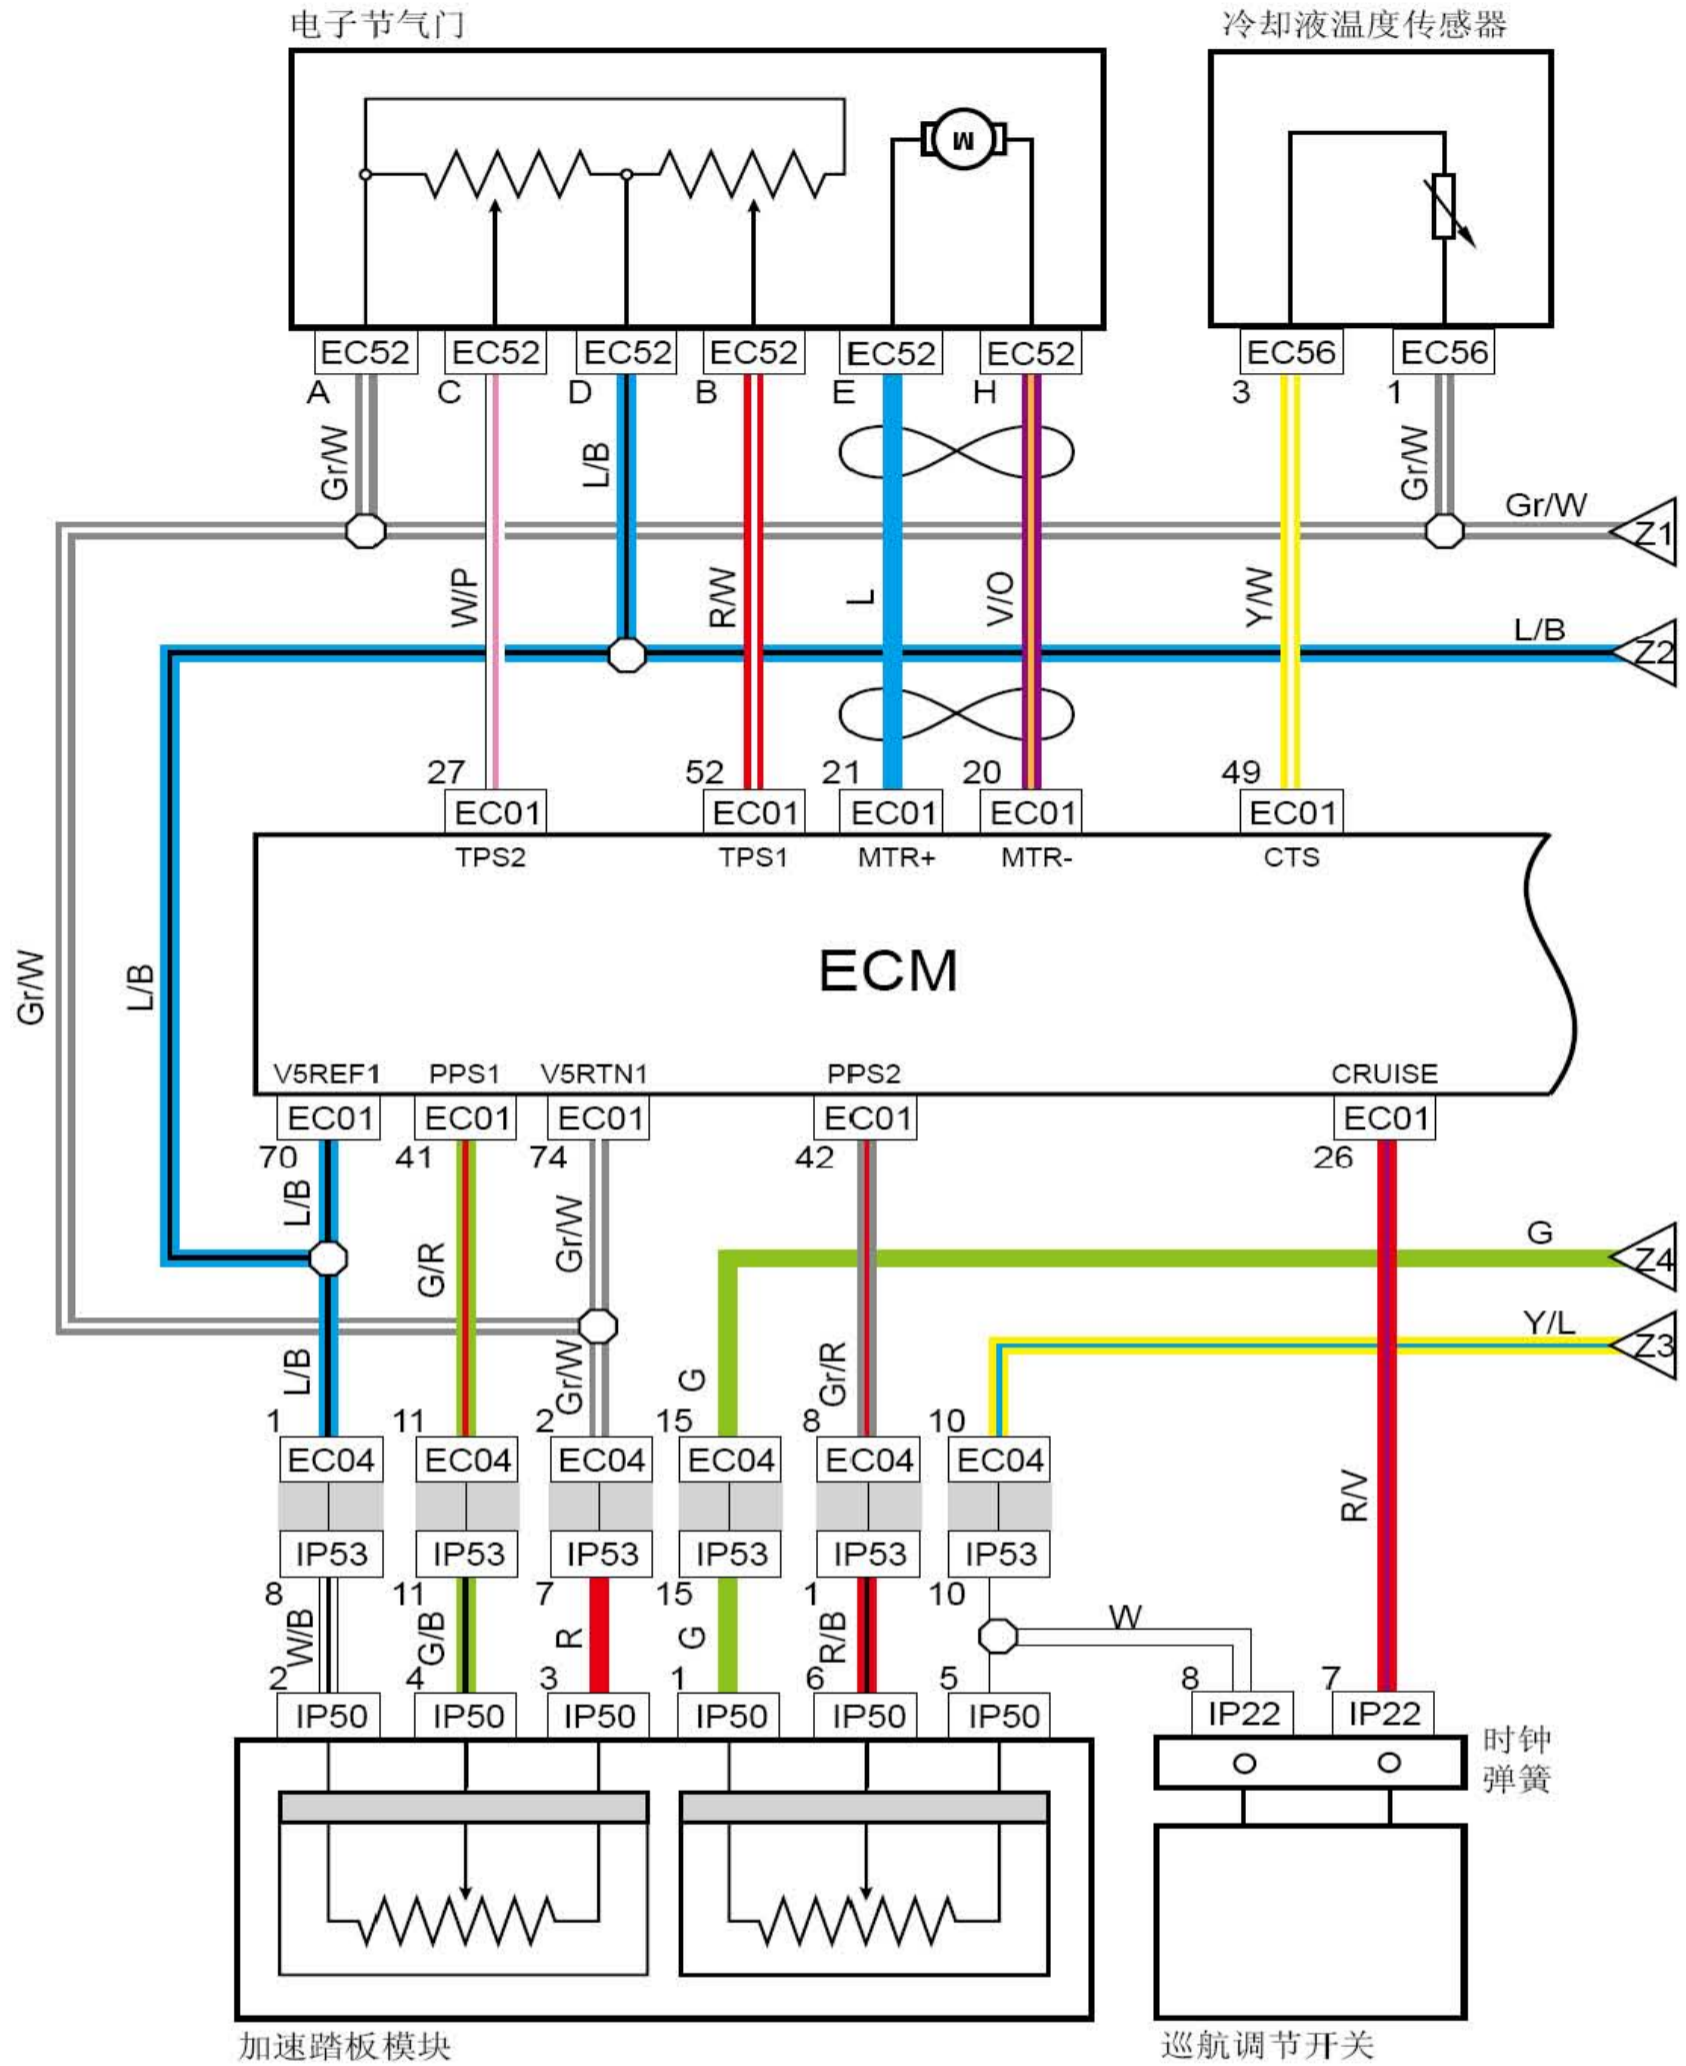 电子节气门
冷却液温度传感器
M
EC52 EC52 EC52 EC52 EC52 EC52 EC56 EC56
A C D B E H 3 1
Gr/W L/B Gr/W
Gr/W
Z1
W/P R/W L V/O Y/W
L/B
Z2
27 52 21 20 49
EC01 EC01 EC01 EC01 EC01
TPS2 TPS1 MTR+ MTR- CTS
ECM
Gr/W L/B
V5REF1 PPS1 V5RTN1 PPS2 CRUISE
EC01 EC01 EC01 EC01 EC01
70 41 74 42 26
L/B G/R Gr/W
G
Z4
Y/L
Z3
L/B Gr/W G Gr/R
1 11 2 15 8 10
EC04 EC04 EC04 EC04 EC04 EC04
R/V
IP53 IP53 IP53 IP53 IP53 IP53
8 11 7 15 1 10
W/B G/B R G R/B W
2 4 3 1 6 5 8 7
IP50 IP50 IP50 IP50 IP50 IP50 IP22 IP22
时钟
弹簧
加速踏板模块
巡航调节开关